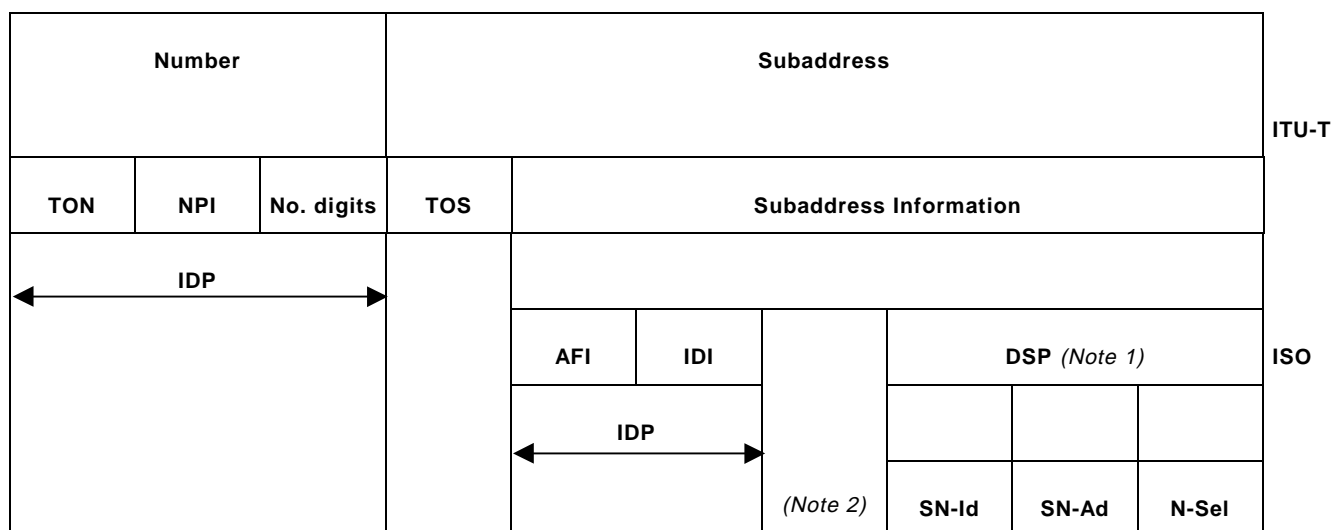 Number Subaddress
ITU-T
TON NPI No. digits TOS Subaddress Information
IDP
AFI IDI DSP (Note 1) ISO
IDP
(Note 2) SN-Id SN-Ad N-Sel